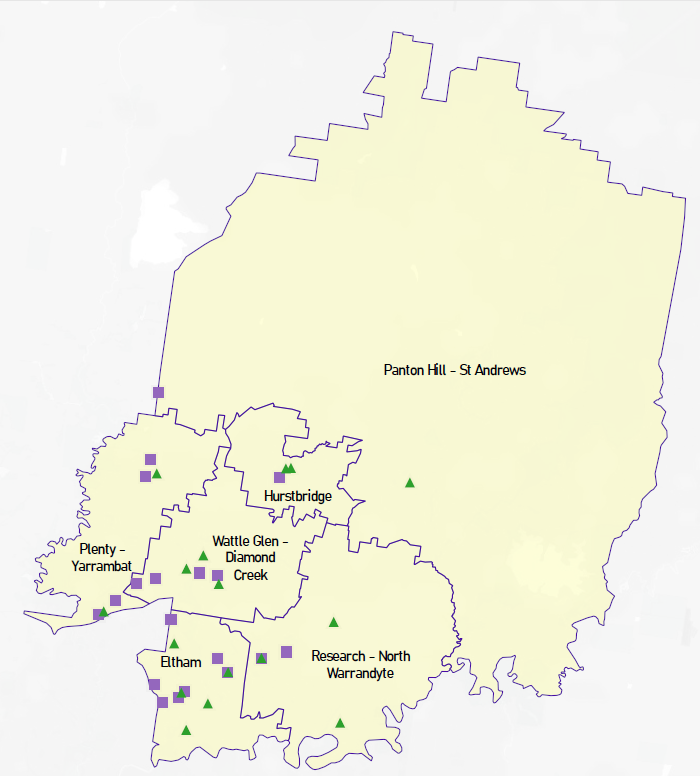 Panton Hill - St Andrews
Hurstbridge
Wattle Glen -
Diamond
Creek
Plenty -
Yarrambat
Eltham
Research - North
Warrandyte